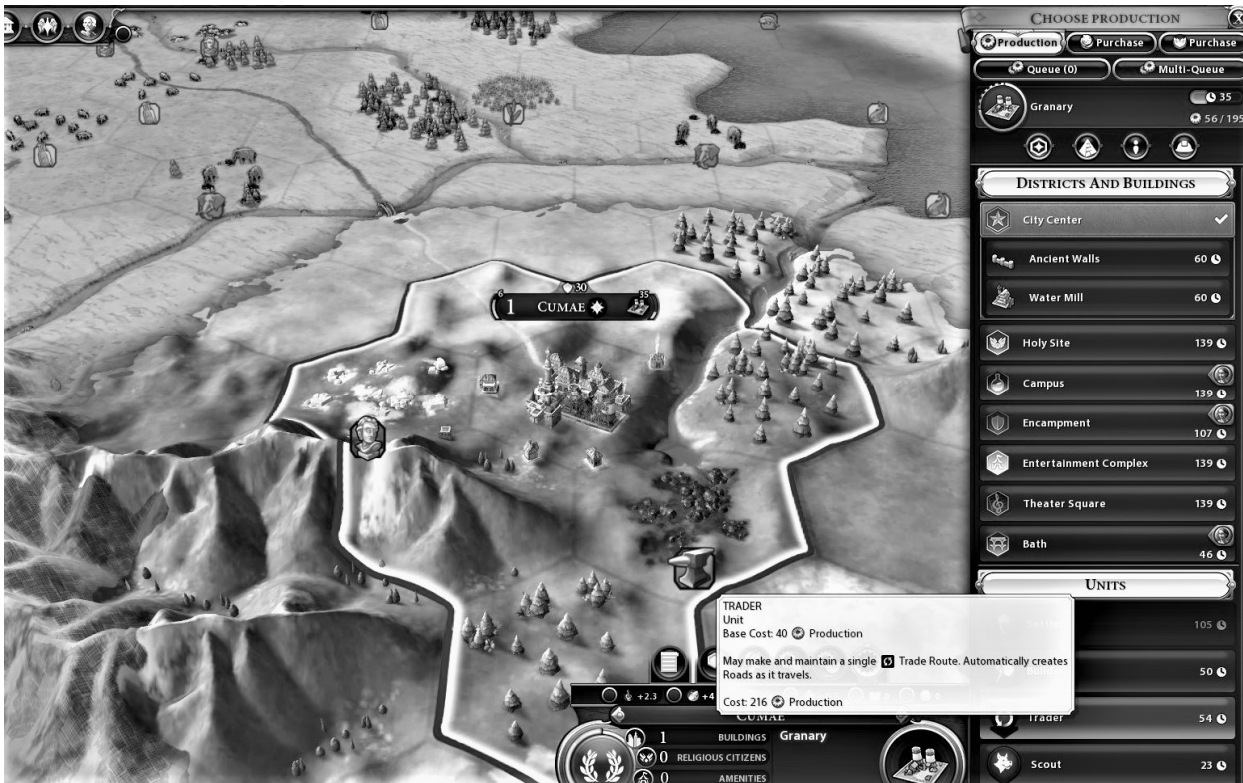 CHOOSE PRODUCTION
Production
Purchase
Purchase
Queue (0)
Multi-Queue
Granary
35
56 / 195
DISTRICTS AND BUILDINGS
City Center
Ancient Walls 60
Water Mill 60
Holy Site 139
Campus 139
Encampment 107
Entertainment Complex 139
Theater Square 139
Bath 46
UNITS
105
50
Trader 54
Scout 23
6
30
35
1 CUMAE
TRADER
Unit
Base Cost: 40 Production
May make and maintain a single Trade Route. Automatically creates
Roads as it travels.
Cost: 216 Production
+2.3
+4
CUMAE
1 BUILDINGS
0 RELIGIOUS CITIZENS
0 AMENITIES
Granary